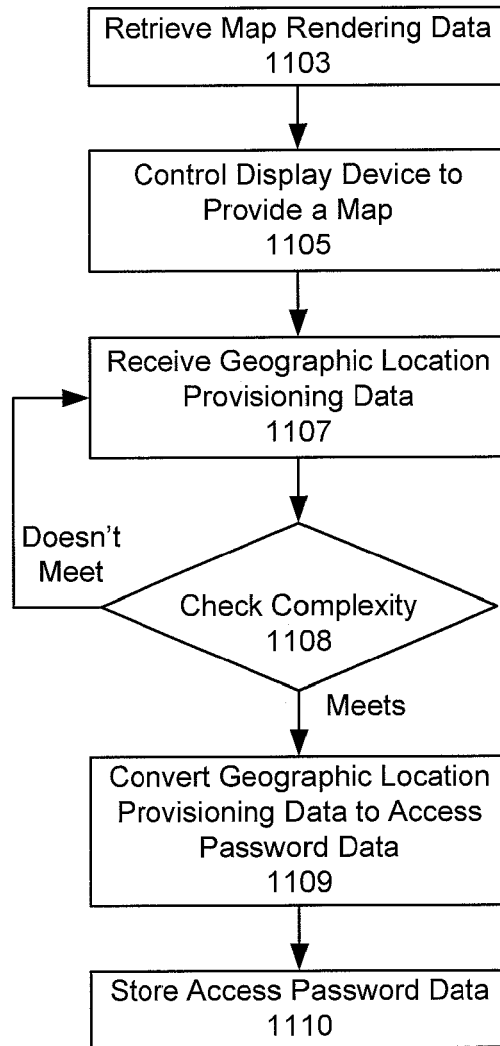 Retrieve Map Rendering Data
1103
Control Display Device to
Provide a Map
1105
Receive Geographic Location
Provisioning Data
1107
Doesn't
Meet
Check Complexity
1108
Meets
Convert Geographic Location
Provisioning Data to Access
Password Data
1109
Store Access Password Data
1110